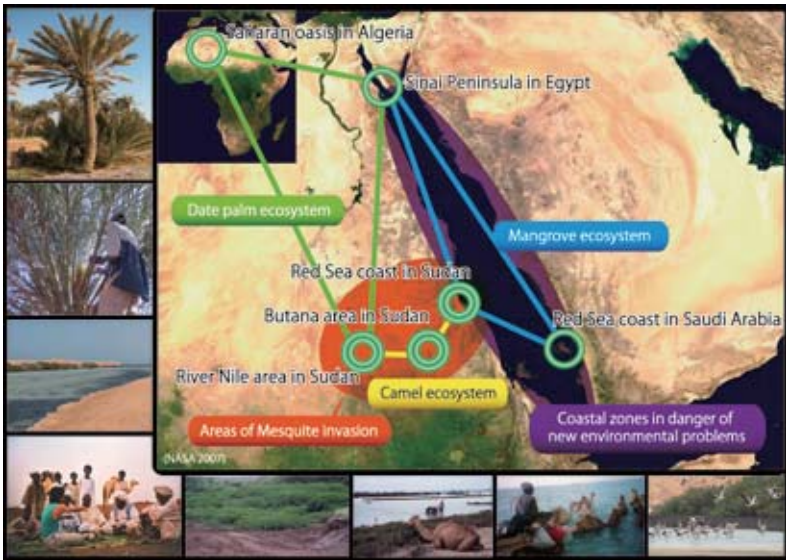 Saharan oasis in Algeria
Sinai Peninsula in Egypt
Date palm ecosystem
Mangrove ecosystem
Red Sea coast in Sudan
Butana area in Sudan
Red Sea coast in Saudi Arabia
River Nile area in Sudan
Camel ecosystem
Areas of Mesquite invasion
Coastal zones in danger of
new environmental problems
(NASA 2007)